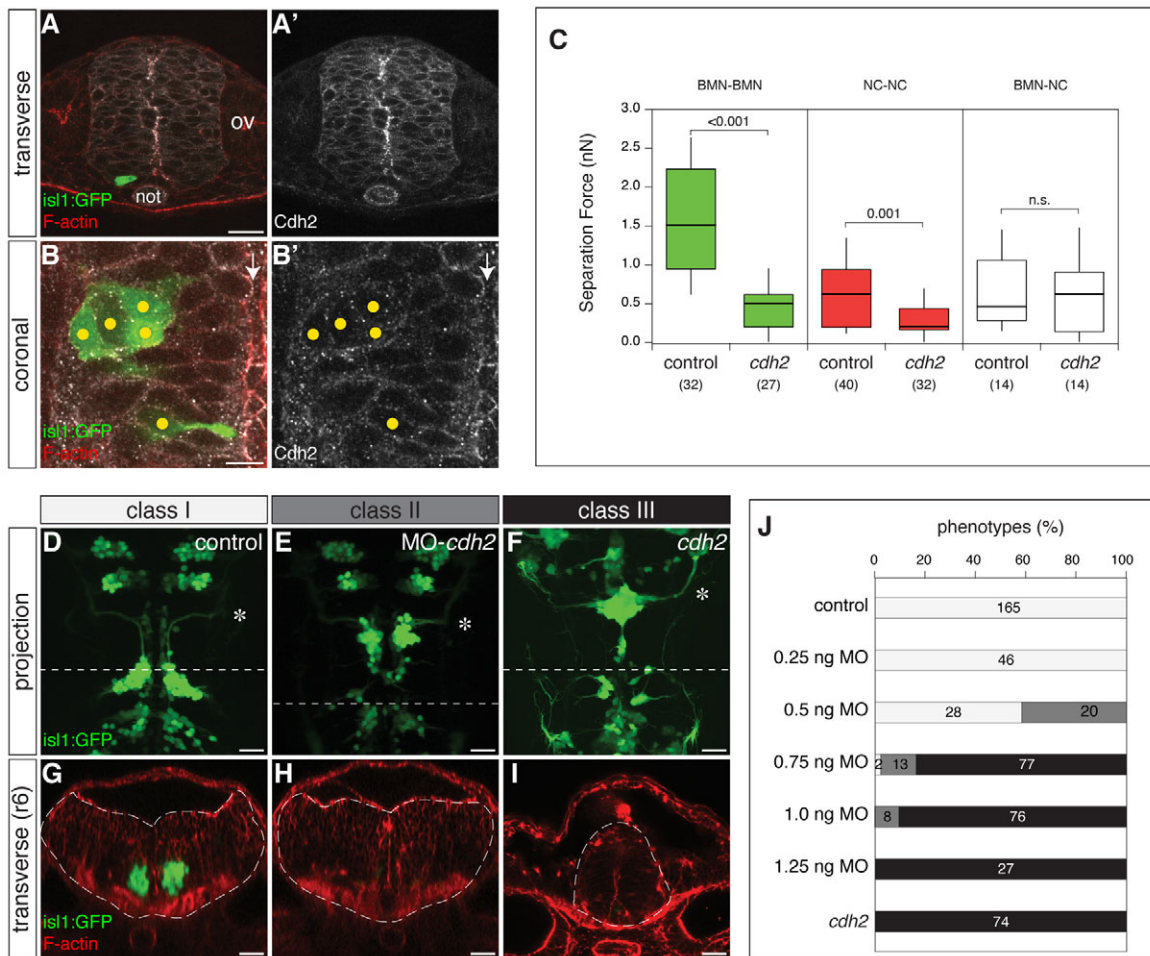 transverse
A
A'
ov
not
isl1:GFP
F-actin
Cdh2
coronal
B
B'
isl1:GFP
F-actin
Cdh2
C
BMN-BMN
NC-NC
BMN-NC
Separation Force (nN)
3.0
2.5
2.0
1.5
1.0
0.5
0.0
<0.001
0.001
n.s.
control
cdh2
control
cdh2
control
cdh2
(32)
(27)
(40)
(32)
(14)
(14)
class I
class II
class III
projection
D
control
*
isl1:GFP
E
MO-cdh2
*
F
cdh2
*
transverse (r6)
G
isl1:GFP
F-actin
H
I
J
phenotypes (%)
0 20 40 60 80 100
control 165
0.25 ng MO 46
0.5 ng MO 28 20
0.75 ng MO 2 13 77
1.0 ng MO 8 76
1.25 ng MO 27
cdh2 74